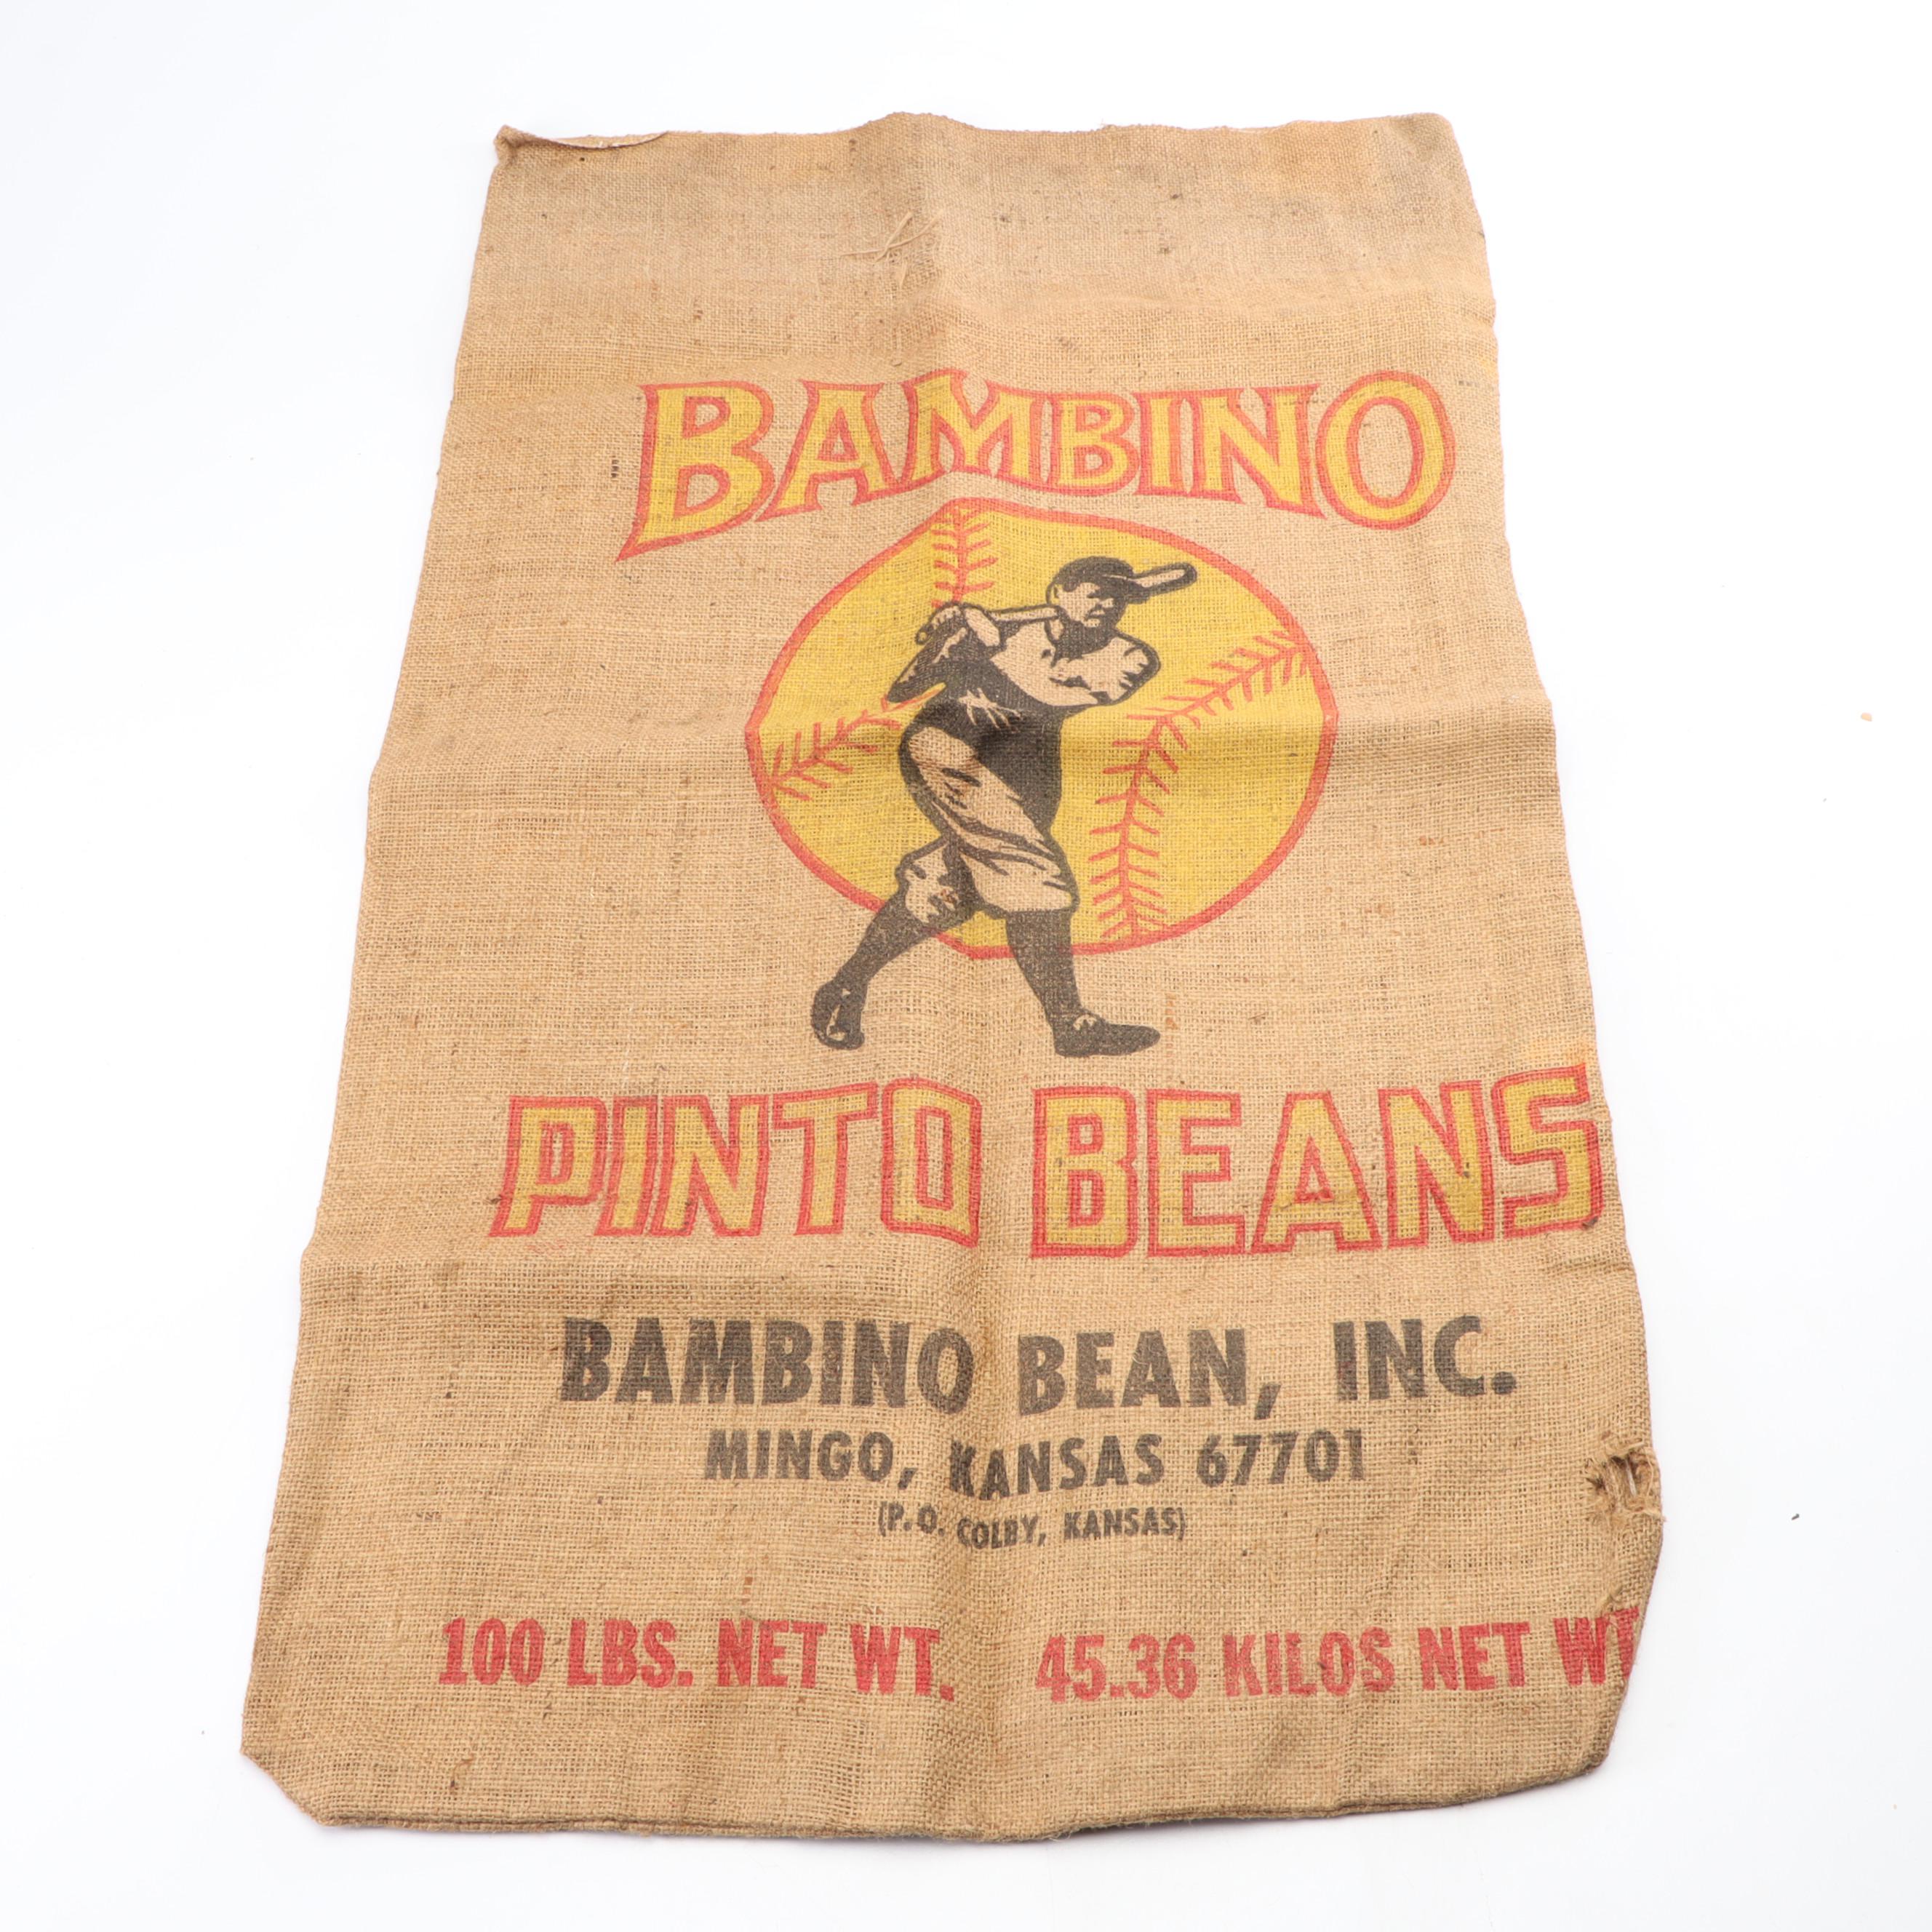 BAMBINO
PINTO BEANS
BAMBINO BEAN, INC.
MINGO, KANSAS 67701
(P.O. COLBY, KANSAS)
100 LBS. NET WT. 45.36 KILOS NET WT